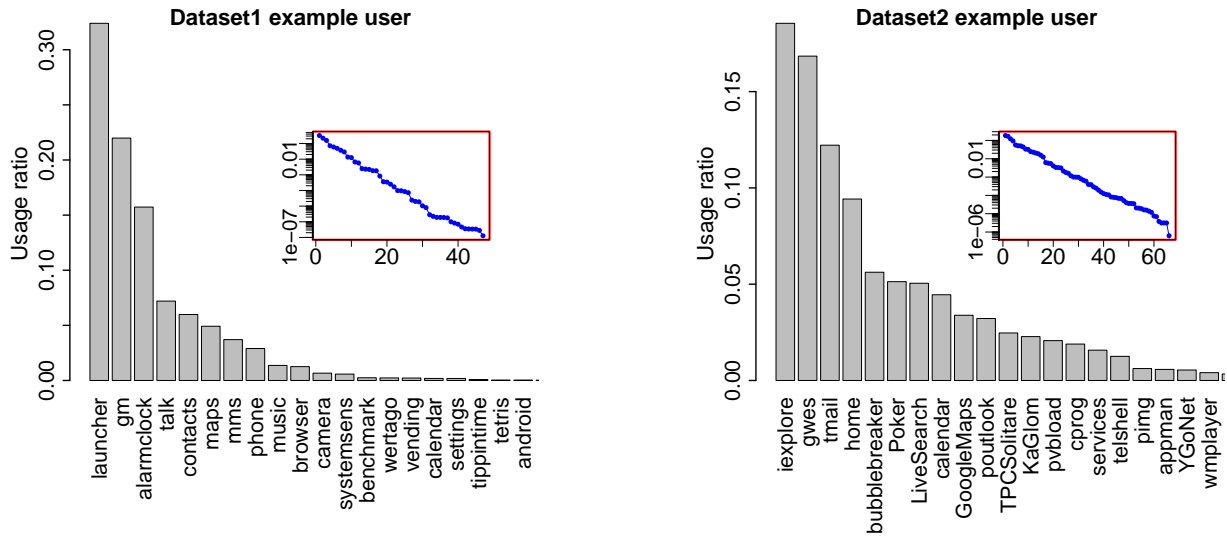 Dataset1 example user
Usage ratio
0.00 0.10 0.20 0.30
1e−07 0.01
0 20 40
launcher
gm
alarmclock
talk
contacts
maps
mms
phone
music
browser
camera
systemsens
benchmark
wertago
vending
calendar
settings
tippintime
tetris
android
Dataset2 example user
Usage ratio
0.00 0.05 0.10 0.15
1e−06 0.01
0 20 40 60
iexplore
gwes
tmail
home
bubblebreaker
Poker
LiveSearch
calendar
GoogleMaps
poutlook
TPCSolitare
KaGlom
pvbload
cprog
services
telshell
pimg
appman
YGoNet
wmplayer